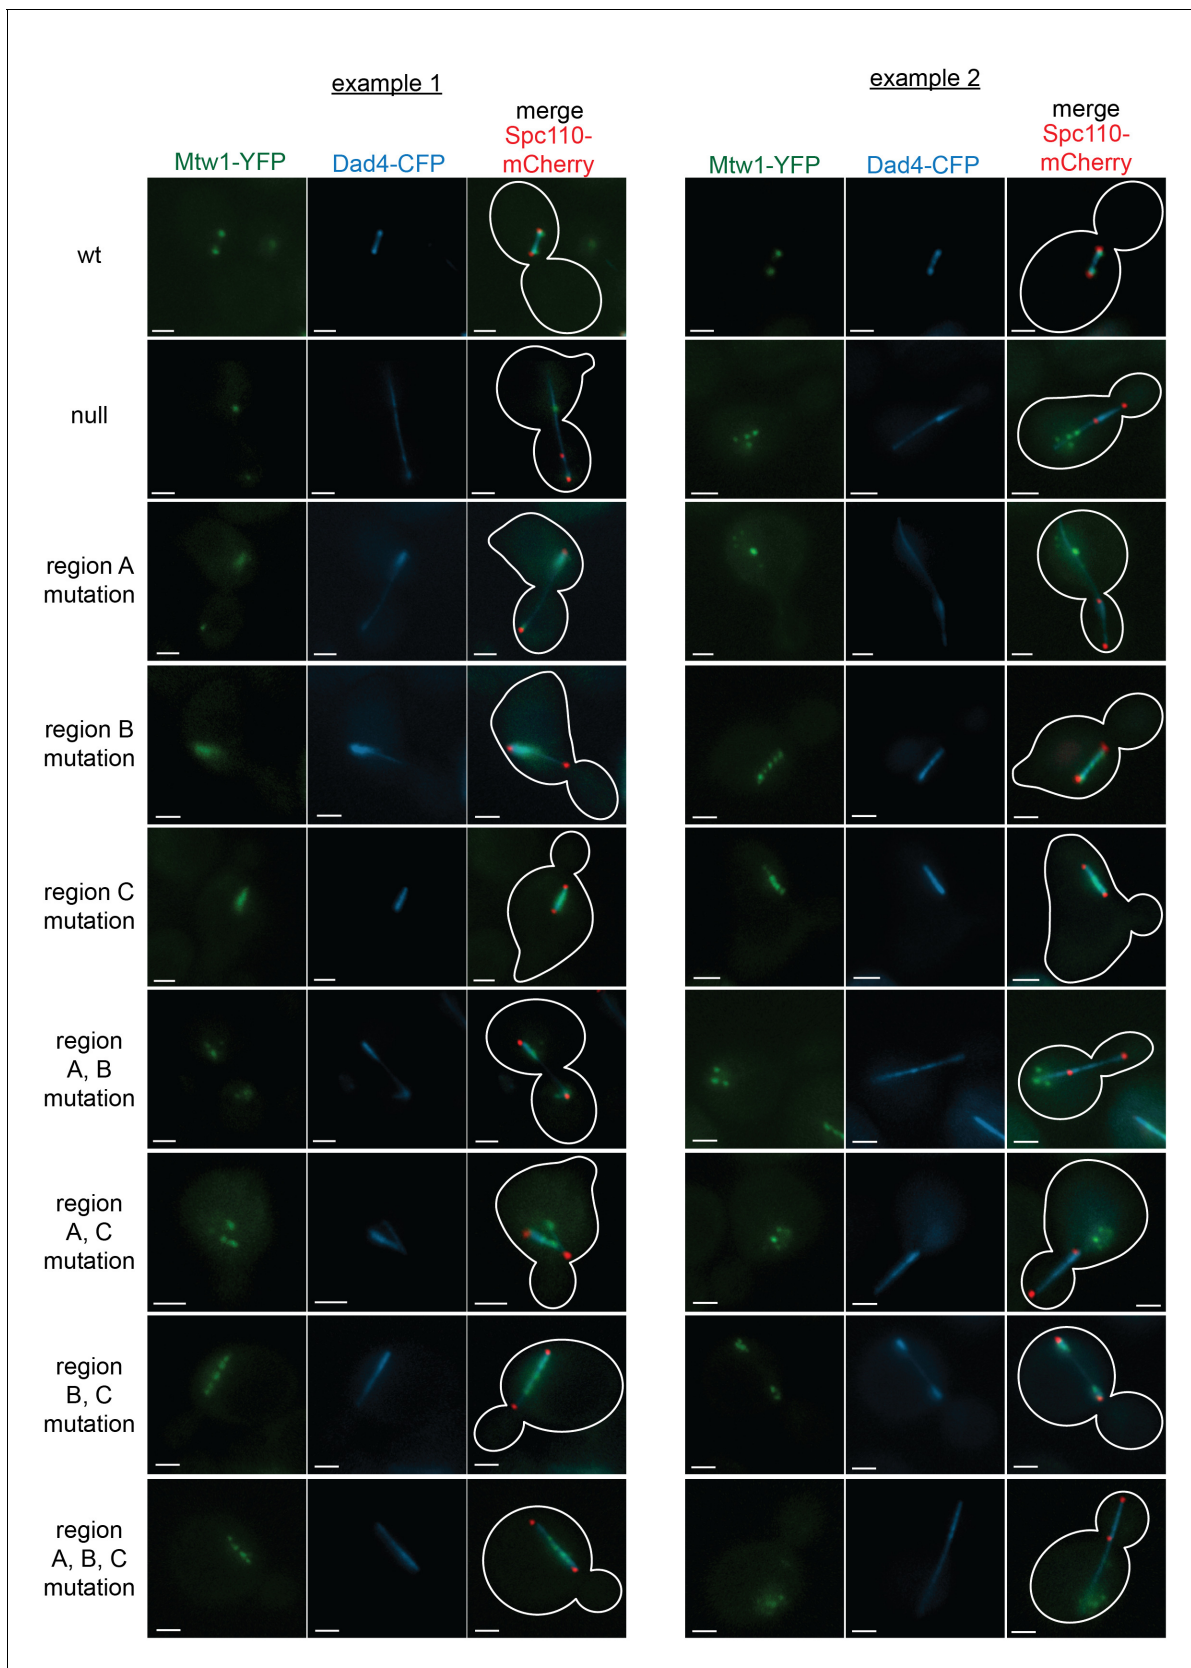 example 1
example 2
merge
Spc110-
mCherry
Mtw1-YFP
Dad4-CFP
merge
Spc110-
mCherry
Mtw1-YFP
Dad4-CFP
wt
null
region A
mutation
region B
mutation
region C
mutation
region
A, B
mutation
region
A, C
mutation
region
B, C
mutation
region
A, B, C
mutation